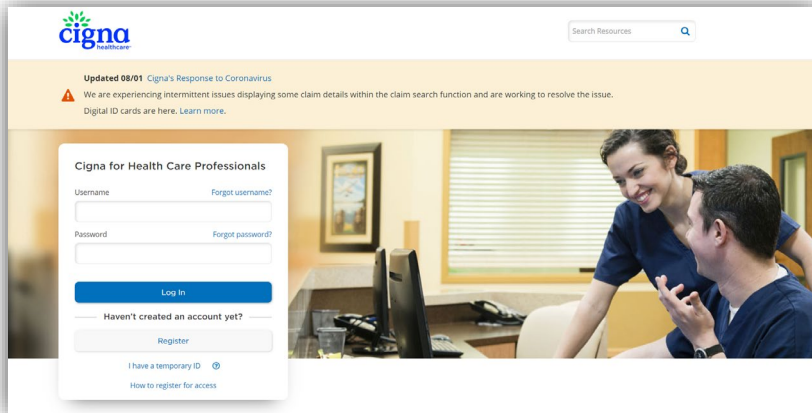 cigna
healthcare
Search Resources
Updated 08/01 Cigna's Response to Coronavirus
We are experiencing intermittent issues displaying some claim details within the claim search function and are working to resolve the issue.
Digital ID cards are here. Learn more.
Cigna for Health Care Professionals
Username Forgot username?
Password Forgot password?
Log In
Haven't created an account yet?
Register
I have a temporary ID
How to register for access